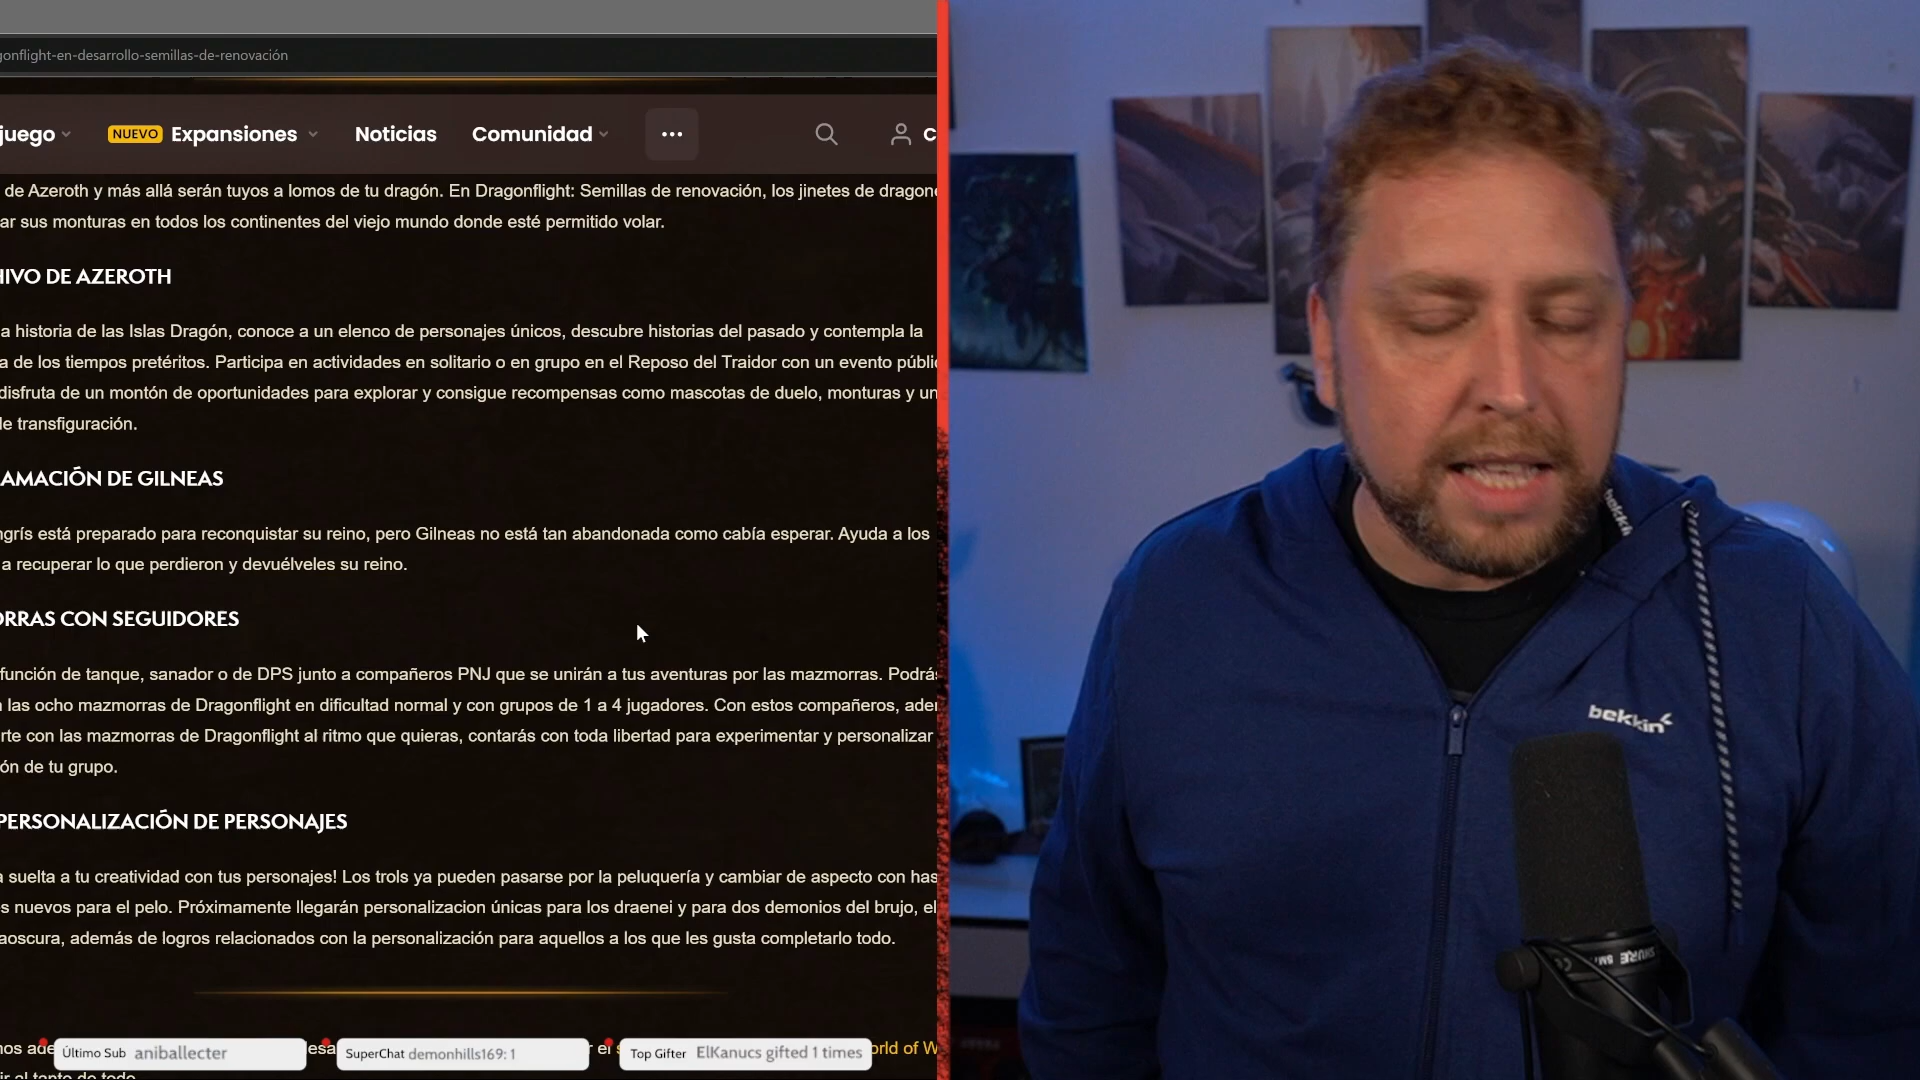 gonflight-en-desarrollo-semillas-de-renovación
juego
NUEVO Expansiones
Noticias
Comunidad
de Azeroth y más allá serán tuyos a lomos de tu dragón. En Dragonflight: Semillas de renovación, los jinetes de dragone
ar sus monturas en todos los continentes del viejo mundo donde esté permitido volar.
HIVO DE AZEROTH
a historia de las Islas Dragón, conoce a un elenco de personajes únicos, descubre historias del pasado y contempla la
a de los tiempos pretéritos. Participa en actividades en solitario o en grupo en el Reposo del Traidor con un evento públic
disfruta de un montón de oportunidades para explorar y consigue recompensas como mascotas de duelo, monturas y un
de transfiguración.
AMACIÓN DE GILNEAS
ngrís está preparado para reconquistar su reino, pero Gilneas no está tan abandonada como cabía esperar. Ayuda a los
a recuperar lo que perdieron y devuélveles su reino.
ORRAS CON SEGUIDORES
función de tanque, sanador o de DPS junto a compañeros PNJ que se unirán a tus aventuras por las mazmorras. Podrás
las ocho mazmorras de Dragonflight en dificultad normal y con grupos de 1 a 4 jugadores. Con estos compañeros, ader
rte con las mazmorras de Dragonflight al ritmo que quieras, contarás con toda libertad para experimentar y personalizar
ón de tu grupo.
PERSONALIZACIÓN DE PERSONAJES
a suelta a tu creatividad con tus personajes! Los trols ya pueden pasarse por la peluquería y cambiar de aspecto con has
s nuevos para el pelo. Próximamente llegarán personalizacion únicas para los draenei y para dos demonios del brujo, el
aoscura, además de logros relacionados con la personalización para aquellos a los que les gusta completarlo todo.
Último Sub aniballecter
SuperChat demonhills169: 1
Top Gifter ElKanucs gifted 1 times
orld of W
bekkin
SHURE